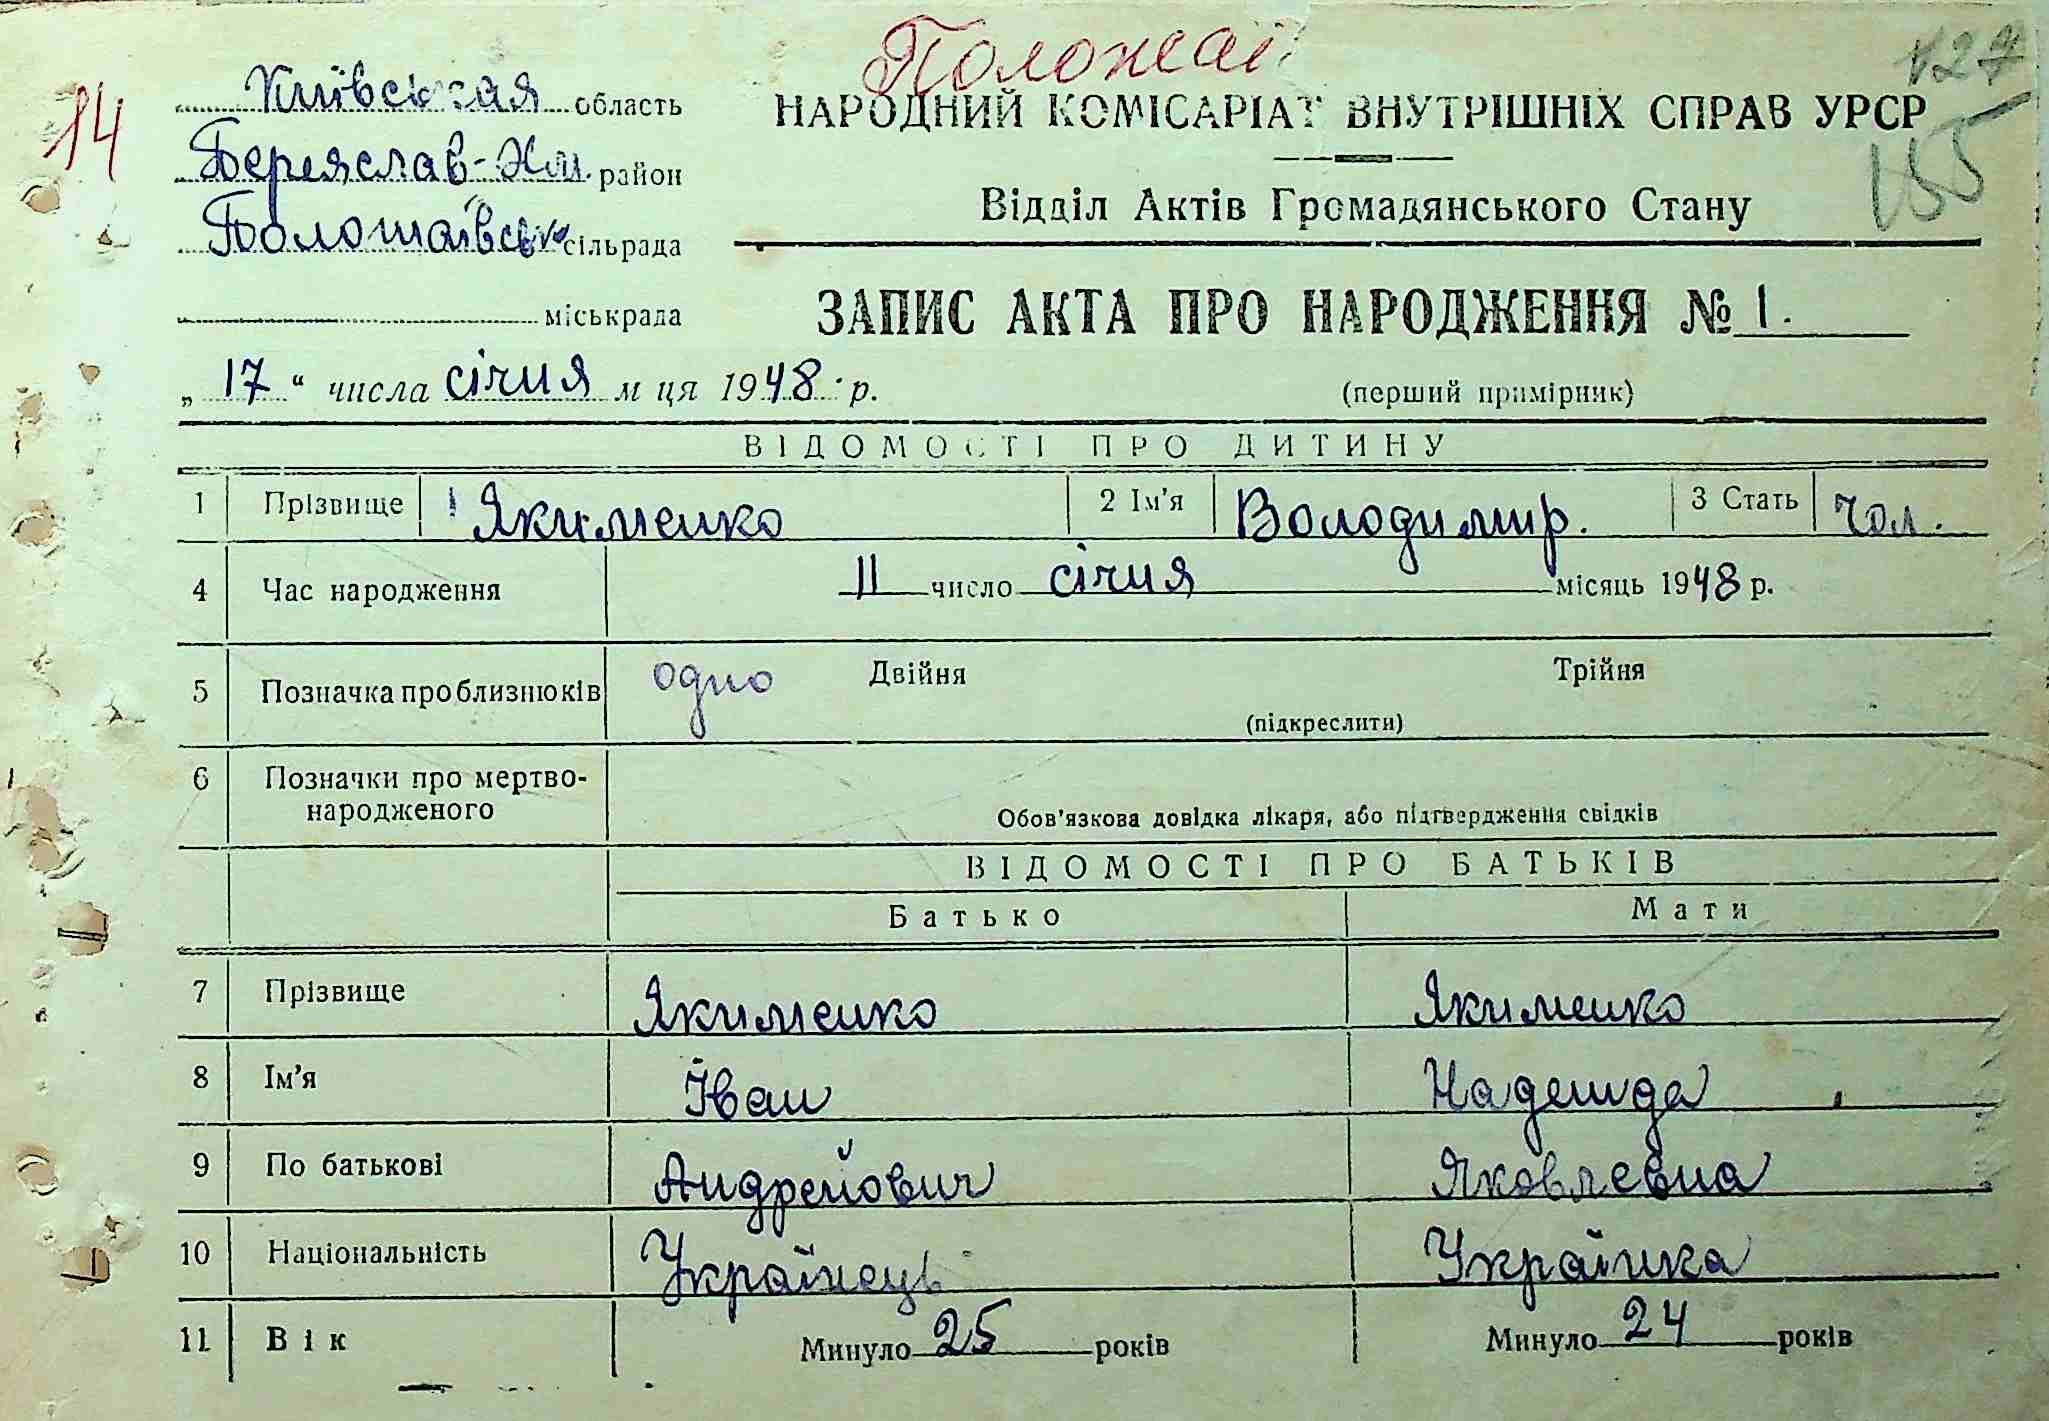 Положаї
127
14
Київськая область
НАРОДНИЙ КОМІСАРІАТ ВНУТРІШНІХ СПРАВ УРСР
155
Переяслав-Хм. район
Відділ Актів Громадянського Стану
Положаївськ сільрада
міськрада
ЗАПИС АКТА ПРО НАРОДЖЕННЯ № 1.
„17“ числа січня м ця 1948 р.
(перший примірник)
ВІДОМОСТІ ПРО ДИТИНУ
1 Прізвище Якименко 2 Ім'я Володимир. 3 Стать чол.
4 Час народження 11 число січня місяць 1948 р.
5 Позначка про близнюків одно Двійня Трійня
(підкреслити)
6 Позначки про мертво-
народженого
Обов'язкова довідка лікаря, або підтвердження свідків
ВІДОМОСТІ ПРО БАТЬКІВ
Батько Мати
7 Прізвище Якименко Якименко
8 Ім'я Іван Надежда
9 По батькові Андрейович Яковлевна
10 Національність Українець Українка
11 Вік Минуло 25 років Минуло 24 років